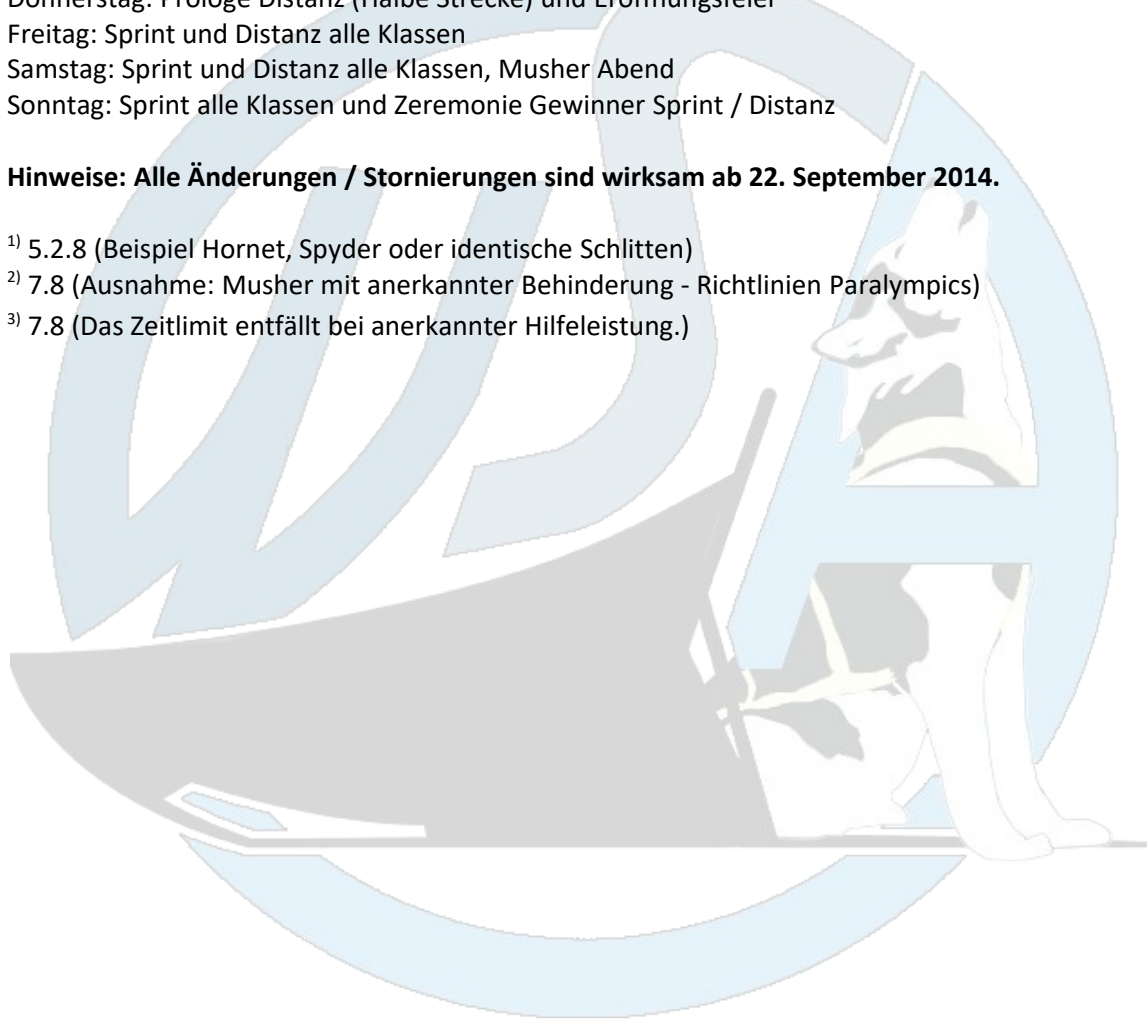 Donnerstag: Prologe Distanz (Halbe Strecke) und Eröffnungsfeier
Freitag: Sprint und Distanz alle Klassen
Samstag: Sprint und Distanz alle Klassen, Musher Abend
Sonntag: Sprint alle Klassen und Zeremonie Gewinner Sprint / Distanz
Hinweise: Alle Änderungen / Stornierungen sind wirksam ab 22. September 2014.
1) 5.2.8 (Beispiel Hornet, Spyder oder identische Schlitten)
2) 7.8 (Ausnahme: Musher mit anerkannter Behinderung - Richtlinien Paralympics)
3) 7.8 (Das Zeitlimit entfällt bei anerkannter Hilfeleistung.)
WSA